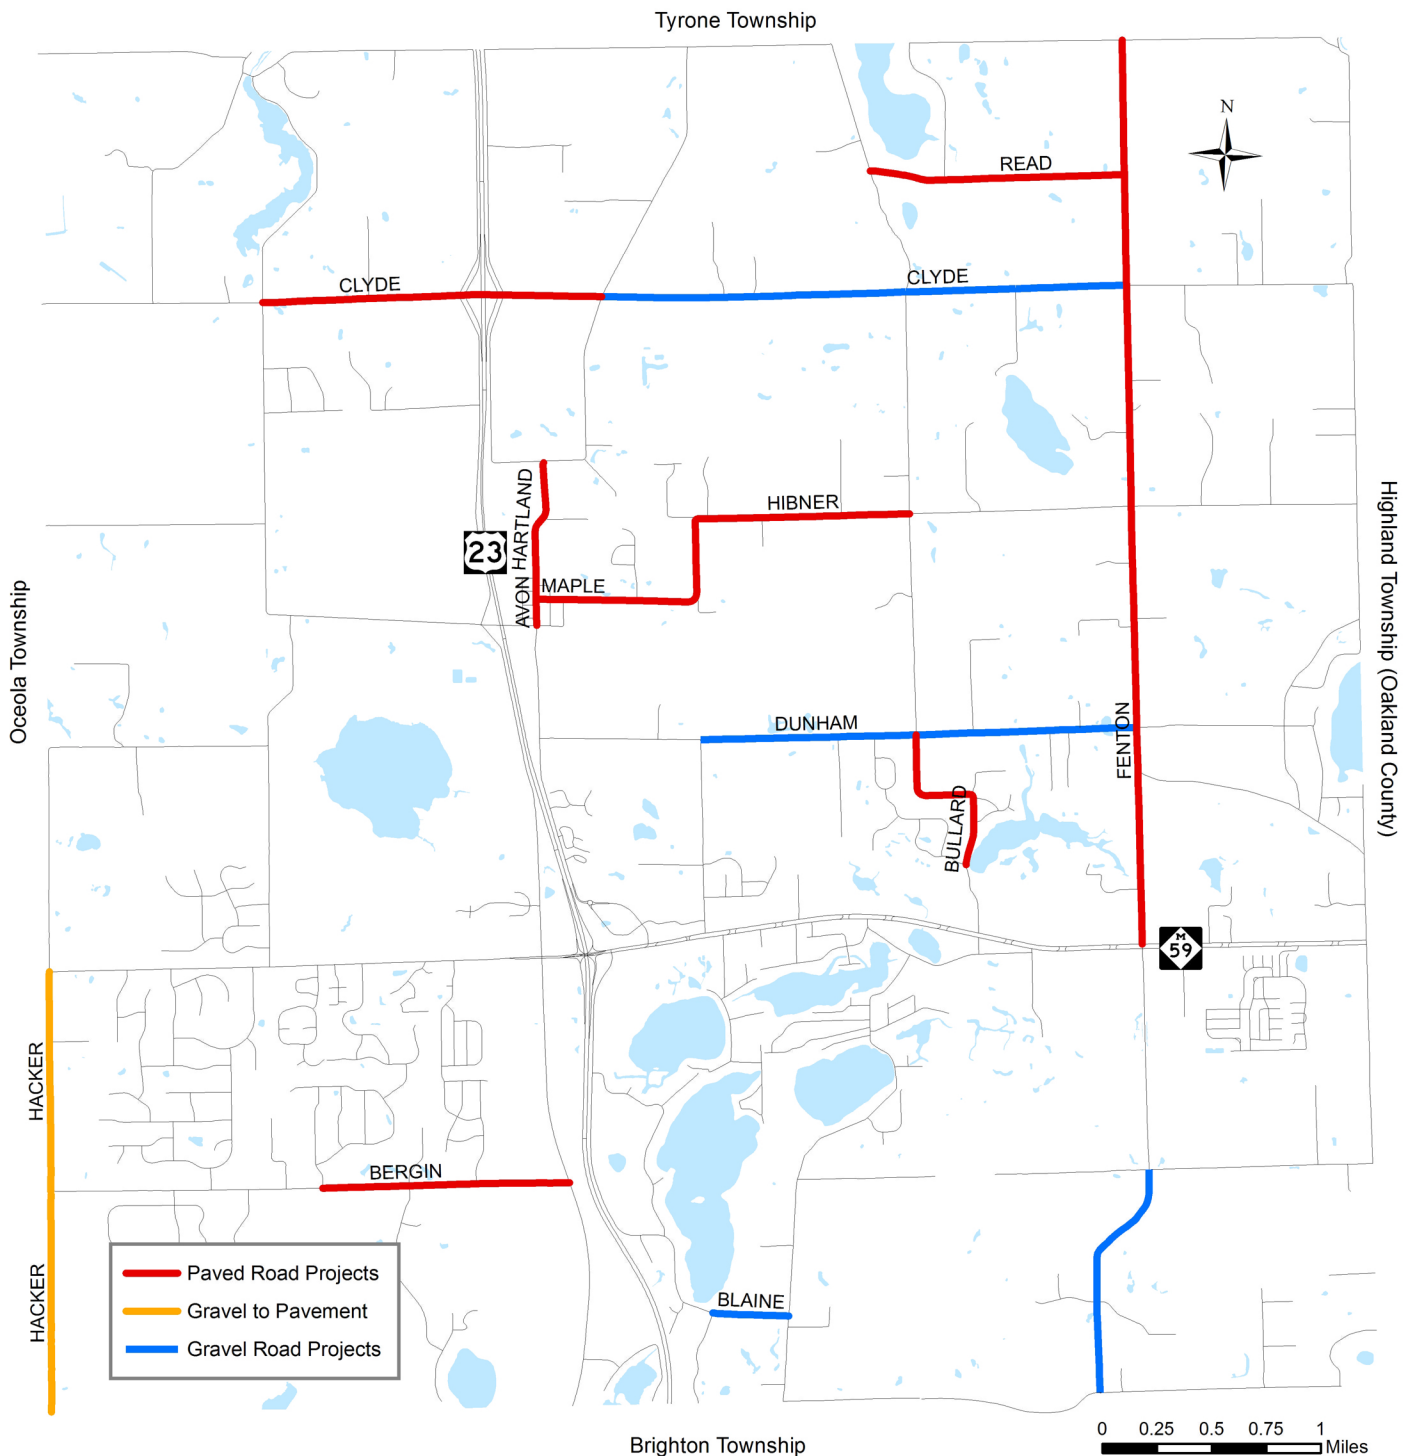 Tyrone Township
N
READ
CLYDE
CLYDE
AVON HARTLAND
HIBNER
23
MAPLE
Oceola Township
Highland Township (Oakland County)
DUNHAM
FENTON
BULLARD
M
59
HACKER
BERGIN
HACKER
BLAINE
Paved Road Projects
Gravel to Pavement
Gravel Road Projects
0 0.25 0.5 0.75 1
Miles
Brighton Township